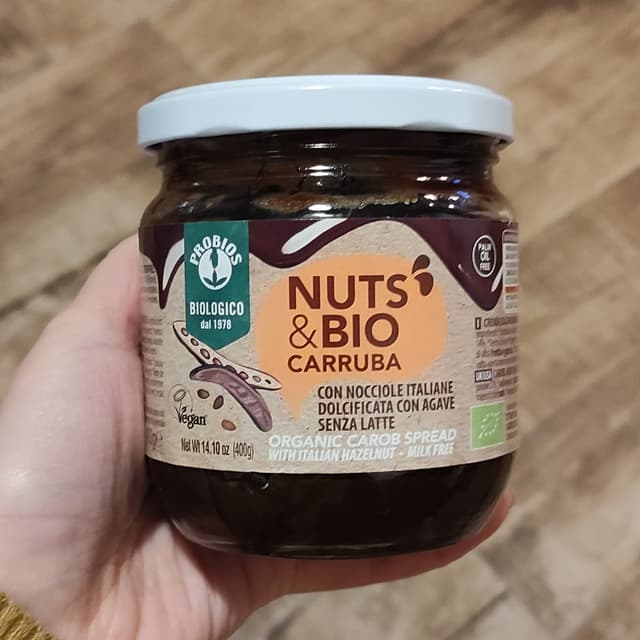 PROBIOS
BIOLOGICO
dal 1978
PALM
OIL
FREE
NUTS
&BIO
CARRUBA
CON NOCCIOLE ITALIANE
DOLCIFICATA CON AGAVE
SENZA LATTE
Vegan
Net Wt 14.10 oz (400g)
ORGANIC CAROB SPREAD
WITH ITALIAN HAZELNUT - MILK FREE